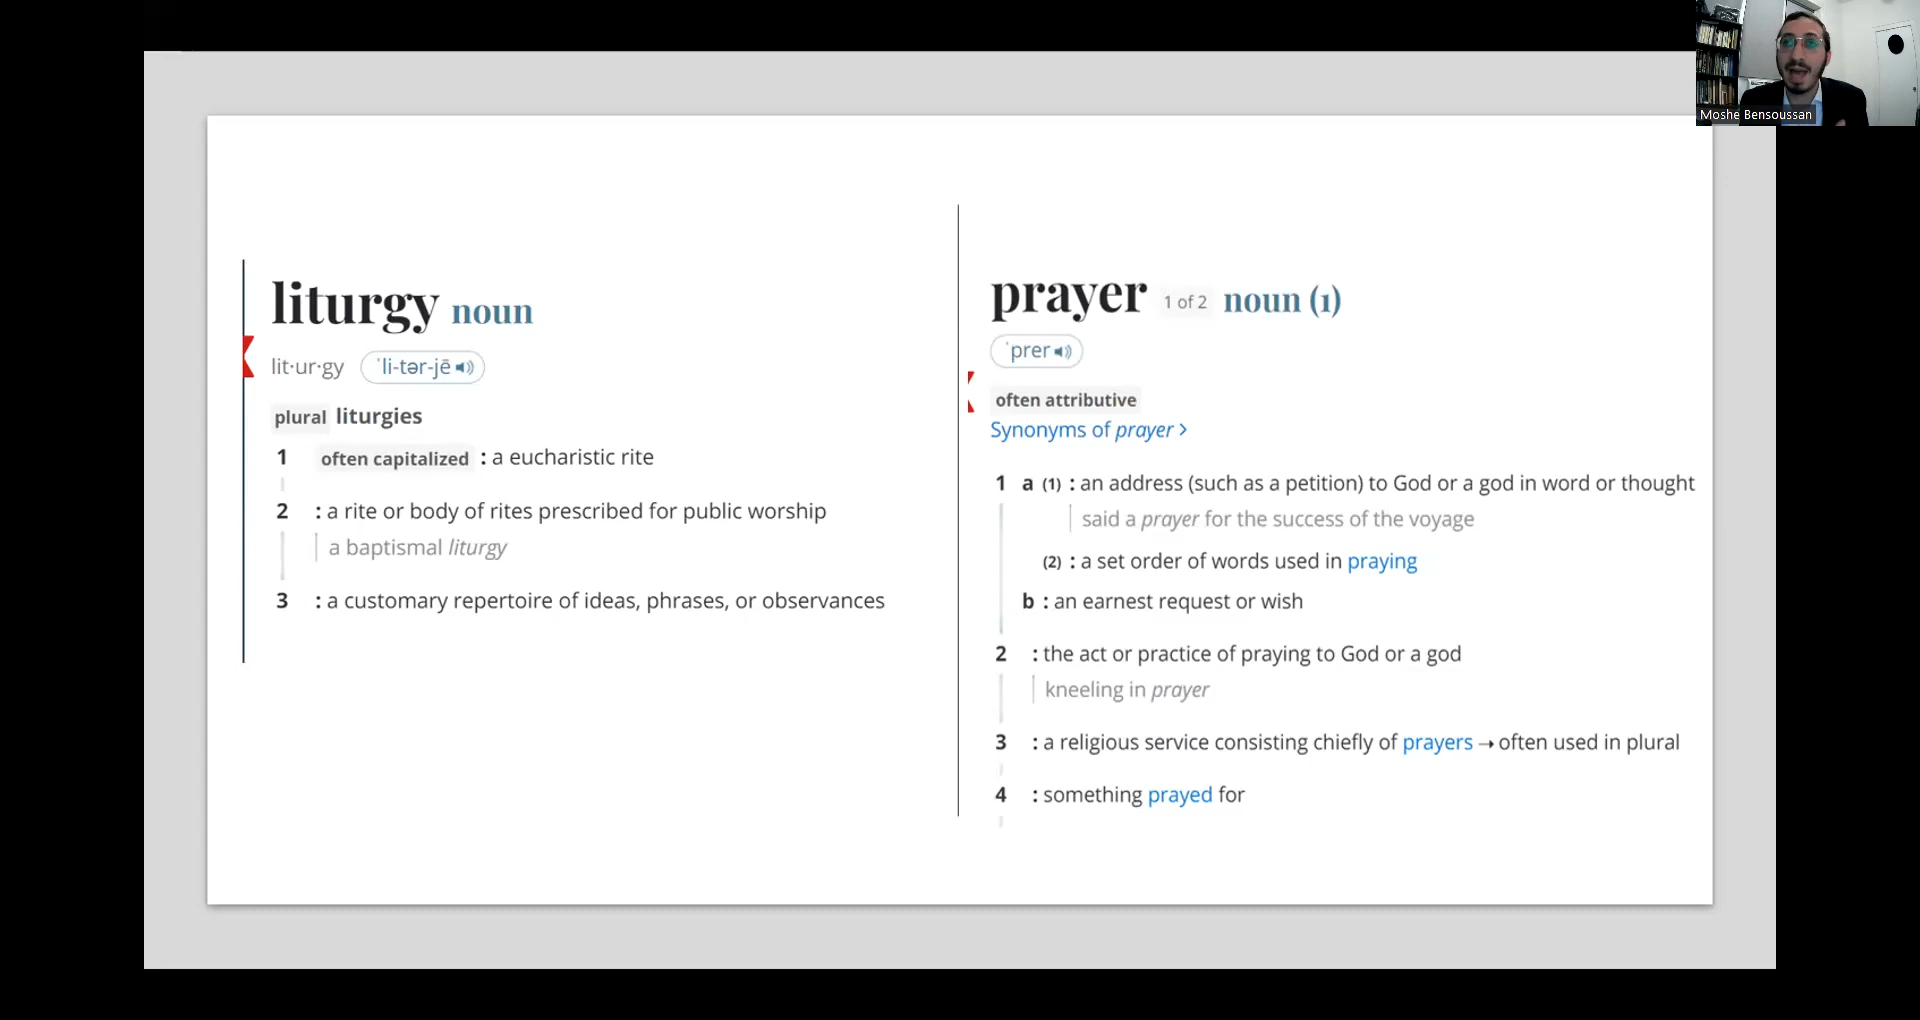 Moshe Bensoussan
liturgy noun
lit·ur·gy ˈli-tər-jē
plural liturgies
1 often capitalized : a eucharistic rite
2 : a rite or body of rites prescribed for public worship
a baptismal liturgy
3 : a customary repertoire of ideas, phrases, or observances
prayer 1 of 2 noun (1)
ˈprer
often attributive
Synonyms of prayer >
1 a (1) : an address (such as a petition) to God or a god in word or thought
said a prayer for the success of the voyage
(2) : a set order of words used in praying
b : an earnest request or wish
2 : the act or practice of praying to God or a god
kneeling in prayer
3 : a religious service consisting chiefly of prayers → often used in plural
4 : something prayed for